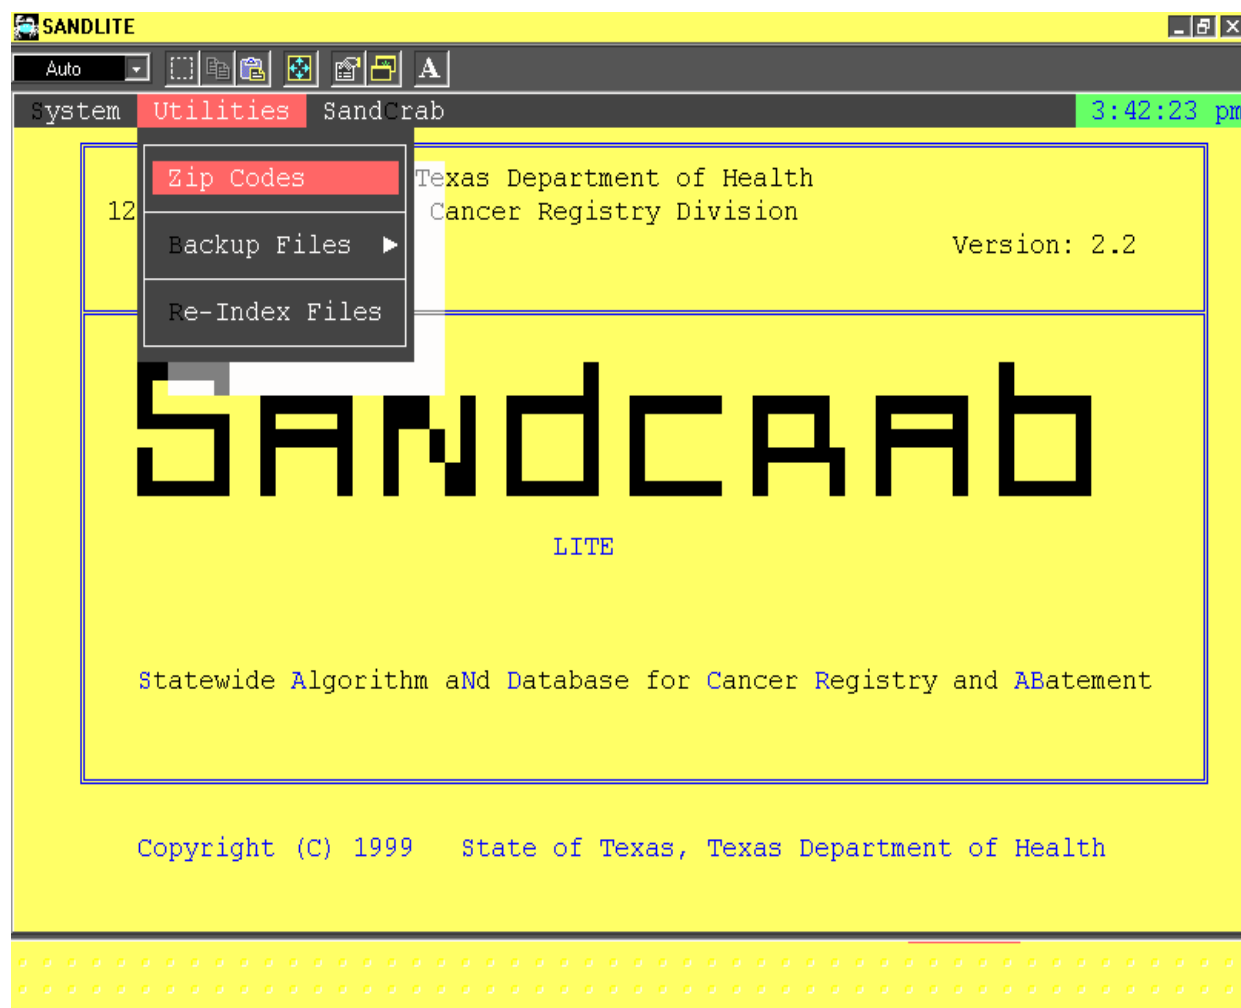 SANDLITE
Auto
A
System Utilities SandCrab 3:42:23 pm
Zip Codes
Backup Files
Re-Index Files
Texas Department of Health
12 Cancer Registry Division
Version: 2.2
SANdCRAb
LITE
Statewide Algorithm aNd Database for Cancer Registry and ABatement
Copyright (C) 1999 State of Texas, Texas Department of Health